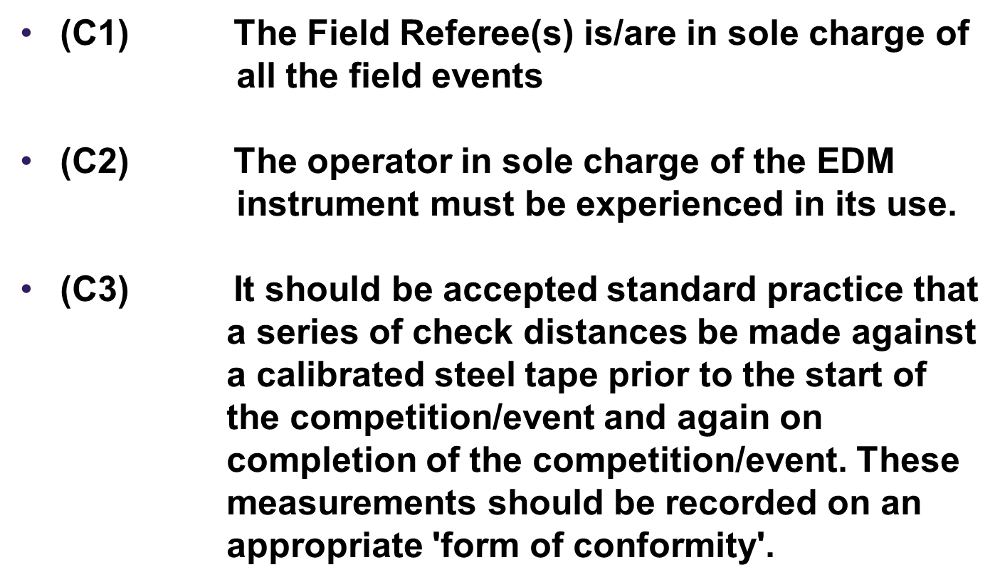 • (C1) The Field Referee(s) is/are in sole charge of
all the field events
• (C2) The operator in sole charge of the EDM
instrument must be experienced in its use.
• (C3) It should be accepted standard practice that
a series of check distances be made against
a calibrated steel tape prior to the start of
the competition/event and again on
completion of the competition/event. These
measurements should be recorded on an
appropriate 'form of conformity'.